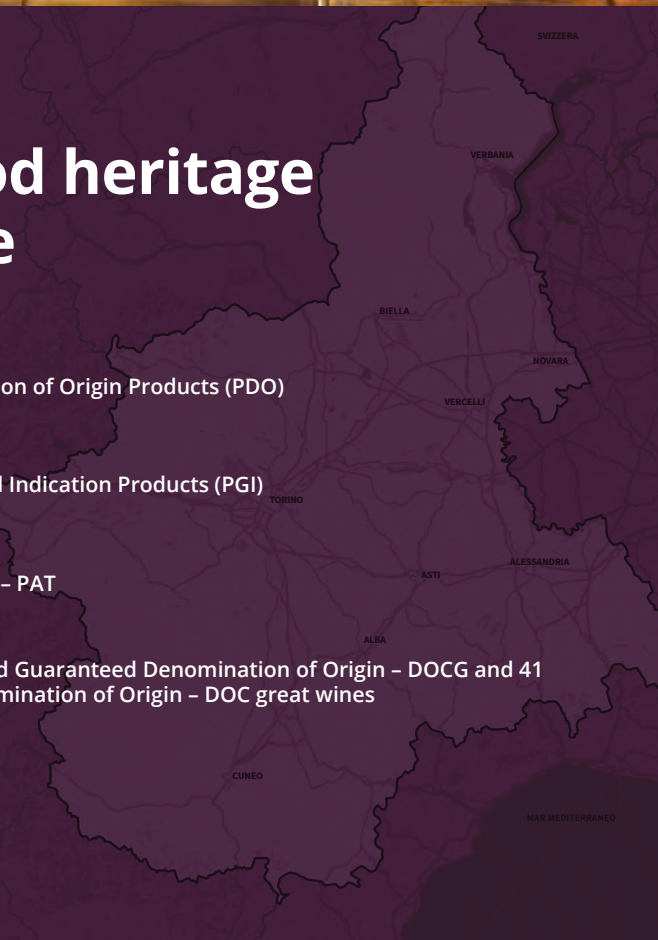 SVIZZERA
VERBANIA
od heritage
e
BIELLA
NOVARA
on of Origin Products (PDO)
VERCELLI
l Indication Products (PGI)
TORINO
ALESSANDRIA
ASTI
– PAT
ALBA
d Guaranteed Denomination of Origin – DOCG and 41
mination of Origin – DOC great wines
CUNEO
MAR MEDITERRANEO